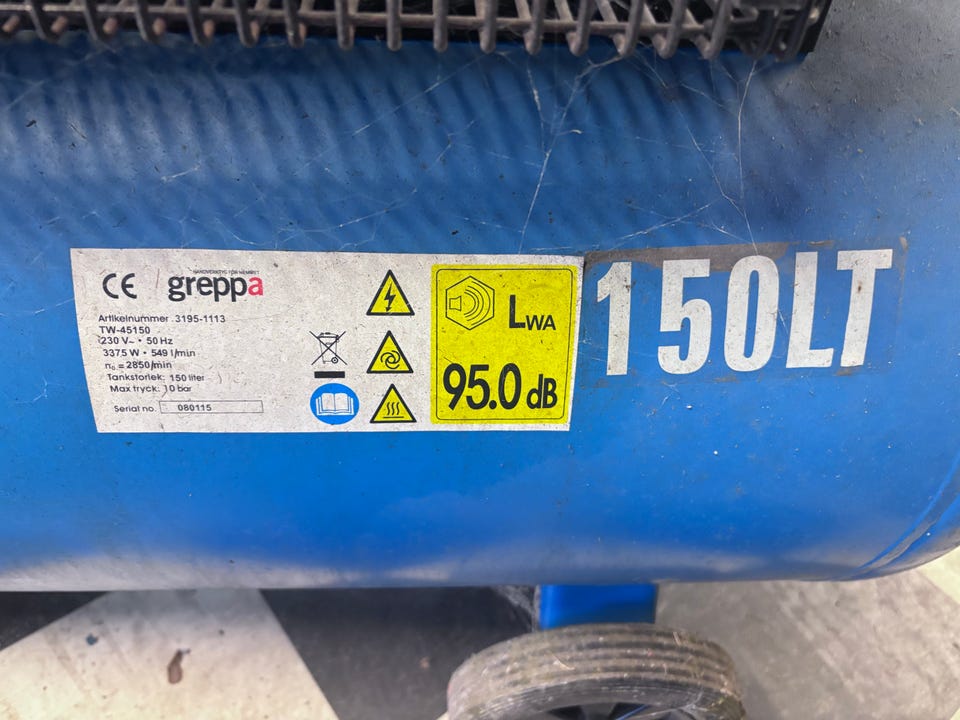 CE
HANDVERKTYG FÖR HEMMET
greppa
Artikelnummer 3195-1113
TW-45150
230 V~ • 50 Hz
3375 W • 549 l/min
n₀ = 2850/min
Tankstorlek: 150 liter
Max tryck: 10 bar
Serial no. 080115
LWA
95.0 dB
150LT